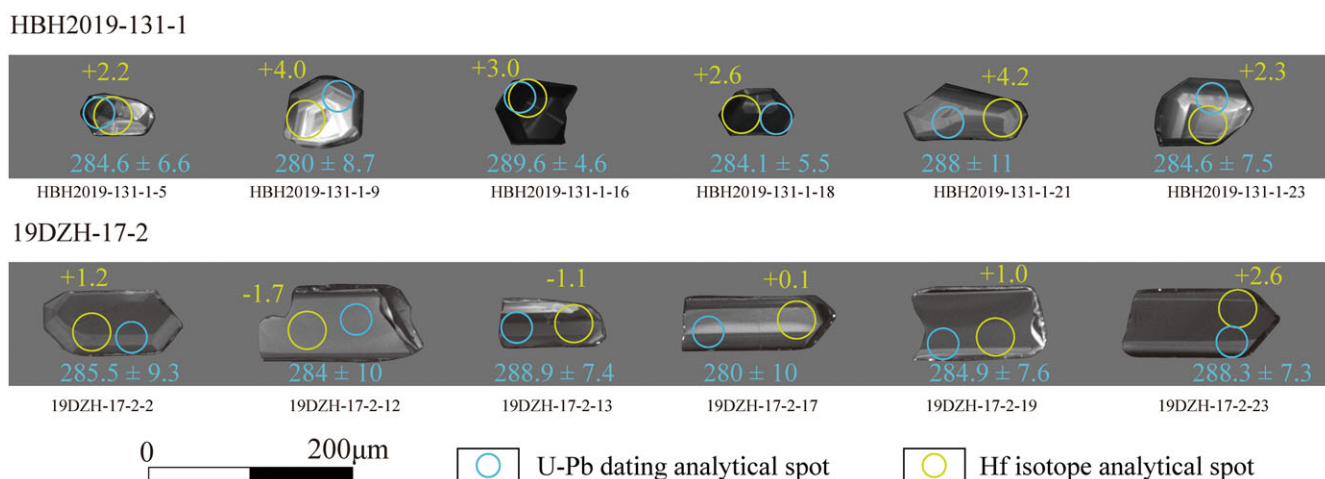 HBH2019-131-1
+2.2 +4.0 +3.0 +2.6 +4.2 +2.3
284.6 ± 6.6 280 ± 8.7 289.6 ± 4.6 284.1 ± 5.5 288 ± 11 284.6 ± 7.5
HBH2019-131-1-5 HBH2019-131-1-9 HBH2019-131-1-16 HBH2019-131-1-18 HBH2019-131-1-21 HBH2019-131-1-23
19DZH-17-2
+1.2 -1.7 -1.1 +0.1 +1.0 +2.6
285.5 ± 9.3 284 ± 10 288.9 ± 7.4 280 ± 10 284.9 ± 7.6 288.3 ± 7.3
19DZH-17-2-2 19DZH-17-2-12 19DZH-17-2-13 19DZH-17-2-17 19DZH-17-2-19 19DZH-17-2-23
0 200μm U-Pb dating analytical spot Hf isotope analytical spot